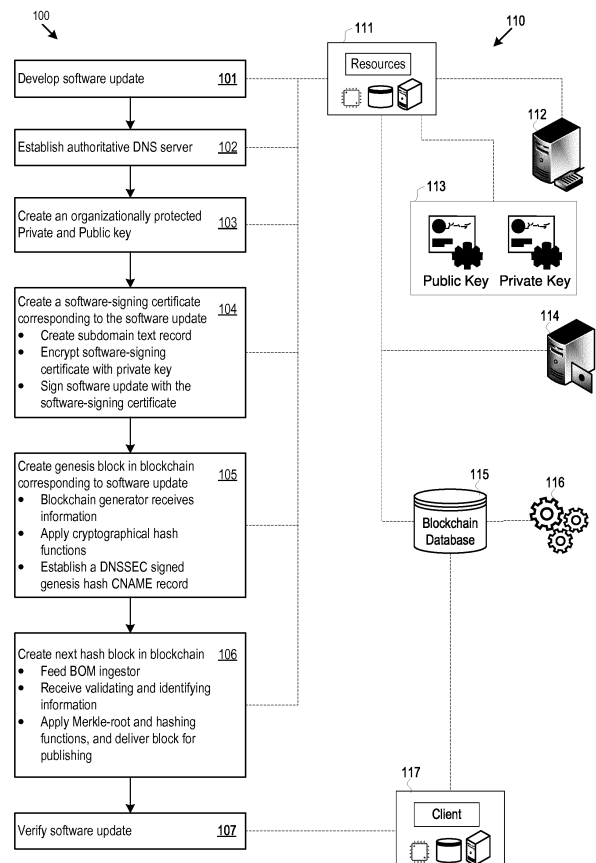 100
110
111
Resources
Develop software update 101
112
Establish authoritative DNS server 102
113
Create an organizationally protected
Private and Public key 103
Public Key Private Key
Create a software-signing certificate
corresponding to the software update 104
• Create subdomain text record
• Encrypt software-signing
certificate with private key
• Sign software update with the
software-signing certificate
114
Create genesis block in blockchain
corresponding to software update 105
• Blockchain generator receives
information
• Apply cryptographical hash
functions
• Establish a DNSSEC signed
genesis hash CNAME record
115
Blockchain
Database
116
Create next hash block in blockchain 106
• Feed BOM ingestor
• Receive validating and identifying
information
• Apply Merkle-root and hashing
functions, and deliver block for
publishing
117
Client
Verify software update 107